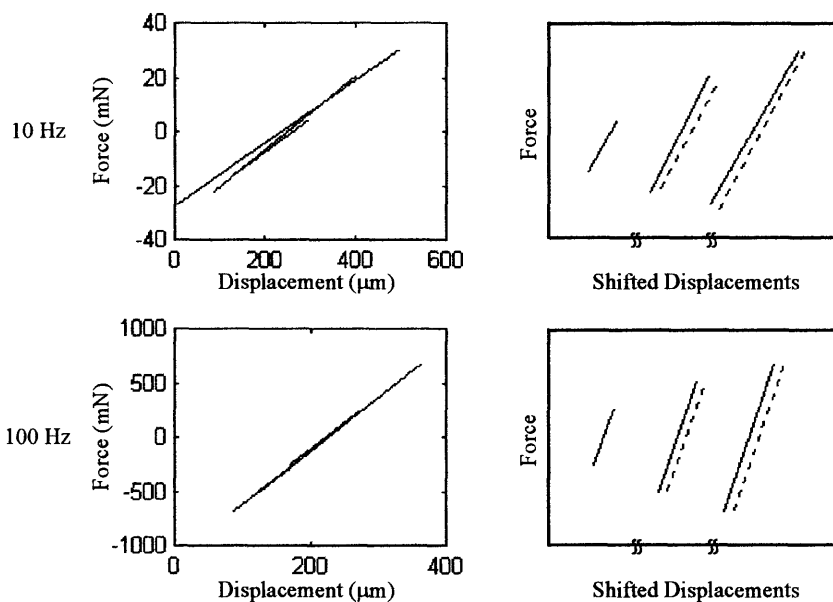 40
20
0
-20
-40
Force (mN)
10 Hz
0 200 400 600
Displacement (µm)
Force
Shifted Displacements
1000
500
0
-500
-1000
Force (mN)
100 Hz
0 200 400
Displacement (µm)
Force
Shifted Displacements